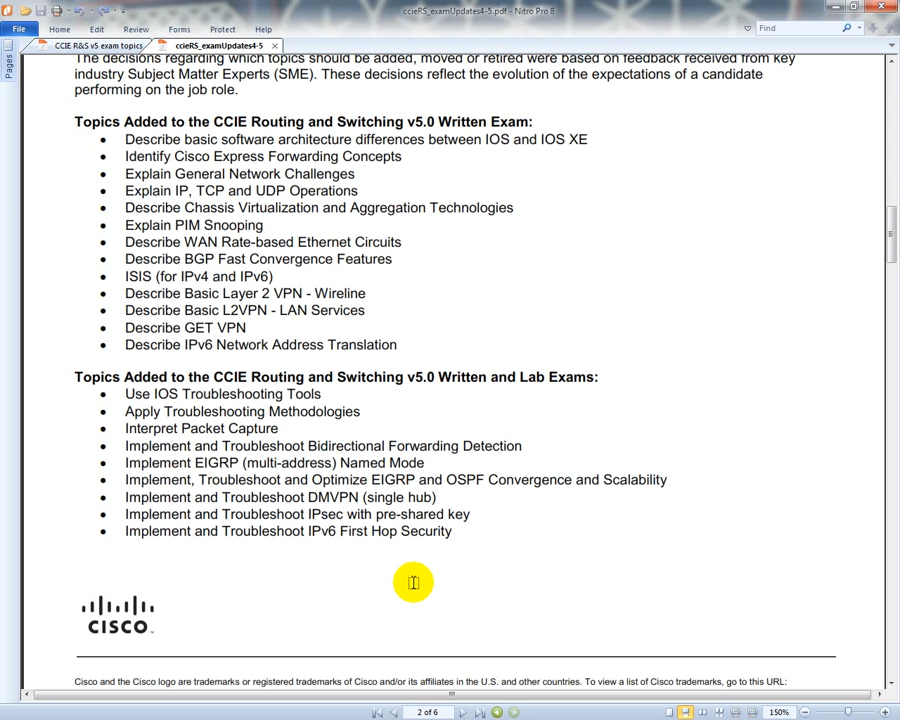 ccieRS_examUpdates4-5.pdf - Nitro Pro 8
File Home Edit Review Forms Protect Help Find
CCIE R&S v5 exam topics ccieRS_examUpdates4-5
Pages
The decisions regarding which topics should be added, moved or retired were based on feedback received from key
industry Subject Matter Experts (SME). These decisions reflect the evolution of the expectations of a candidate
performing on the job role.
Topics Added to the CCIE Routing and Switching v5.0 Written Exam:
• Describe basic software architecture differences between IOS and IOS XE
• Identify Cisco Express Forwarding Concepts
• Explain General Network Challenges
• Explain IP, TCP and UDP Operations
• Describe Chassis Virtualization and Aggregation Technologies
• Explain PIM Snooping
• Describe WAN Rate-based Ethernet Circuits
• Describe BGP Fast Convergence Features
• ISIS (for IPv4 and IPv6)
• Describe Basic Layer 2 VPN - Wireline
• Describe Basic L2VPN - LAN Services
• Describe GET VPN
• Describe IPv6 Network Address Translation
Topics Added to the CCIE Routing and Switching v5.0 Written and Lab Exams:
• Use IOS Troubleshooting Tools
• Apply Troubleshooting Methodologies
• Interpret Packet Capture
• Implement and Troubleshoot Bidirectional Forwarding Detection
• Implement EIGRP (multi-address) Named Mode
• Implement, Troubleshoot and Optimize EIGRP and OSPF Convergence and Scalability
• Implement and Troubleshoot DMVPN (single hub)
• Implement and Troubleshoot IPsec with pre-shared key
• Implement and Troubleshoot IPv6 First Hop Security
CISCO™
Cisco and the Cisco logo are trademarks or registered trademarks of Cisco and/or its affiliates in the U.S. and other countries. To view a list of Cisco trademarks, go to this URL:
2 of 6 150%